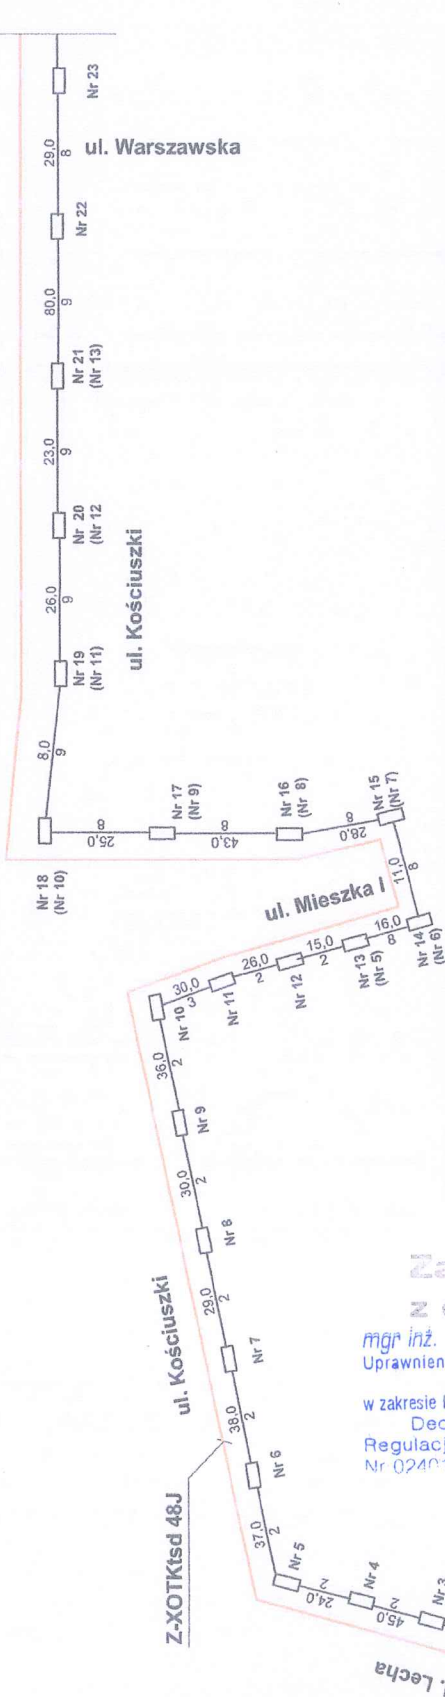 Nr 23
29,0
8
ul. Warszawska
Nr 22
80,0
9
Nr 21
(Nr 13)
23,0
9
Nr 20
(Nr 12
26,0
9
ul. Kościuszki
Nr 19
(Nr 11)
8,0
9
Nr 18
(Nr 10)
8
25,0
Nr 17
(Nr 9)
8
43,0
Nr 16
(Nr 8)
8
28,0
Nr 15
(Nr 7)
11,0
8
ul. Mieszka I
Nr 14
(Nr 6)
16,0
8
Nr 13
(Nr 5)
15,0
2
Nr 12
26,0
2
Nr 11
30,0
3
Nr 10
36,0
2
Nr 9
30,0
2
Nr 8
29,0
2
ul. Kościuszki
Nr 7
38,0
2
Nr 6
Z-XOTKtsd 48J
37,0
2
Nr 5
2
24,0
Nr 4
2
45,0
Nr 3
Lecha
mgr inż.
Uprawnien
w zakresie
Dec
Regulacj
Nr 0240